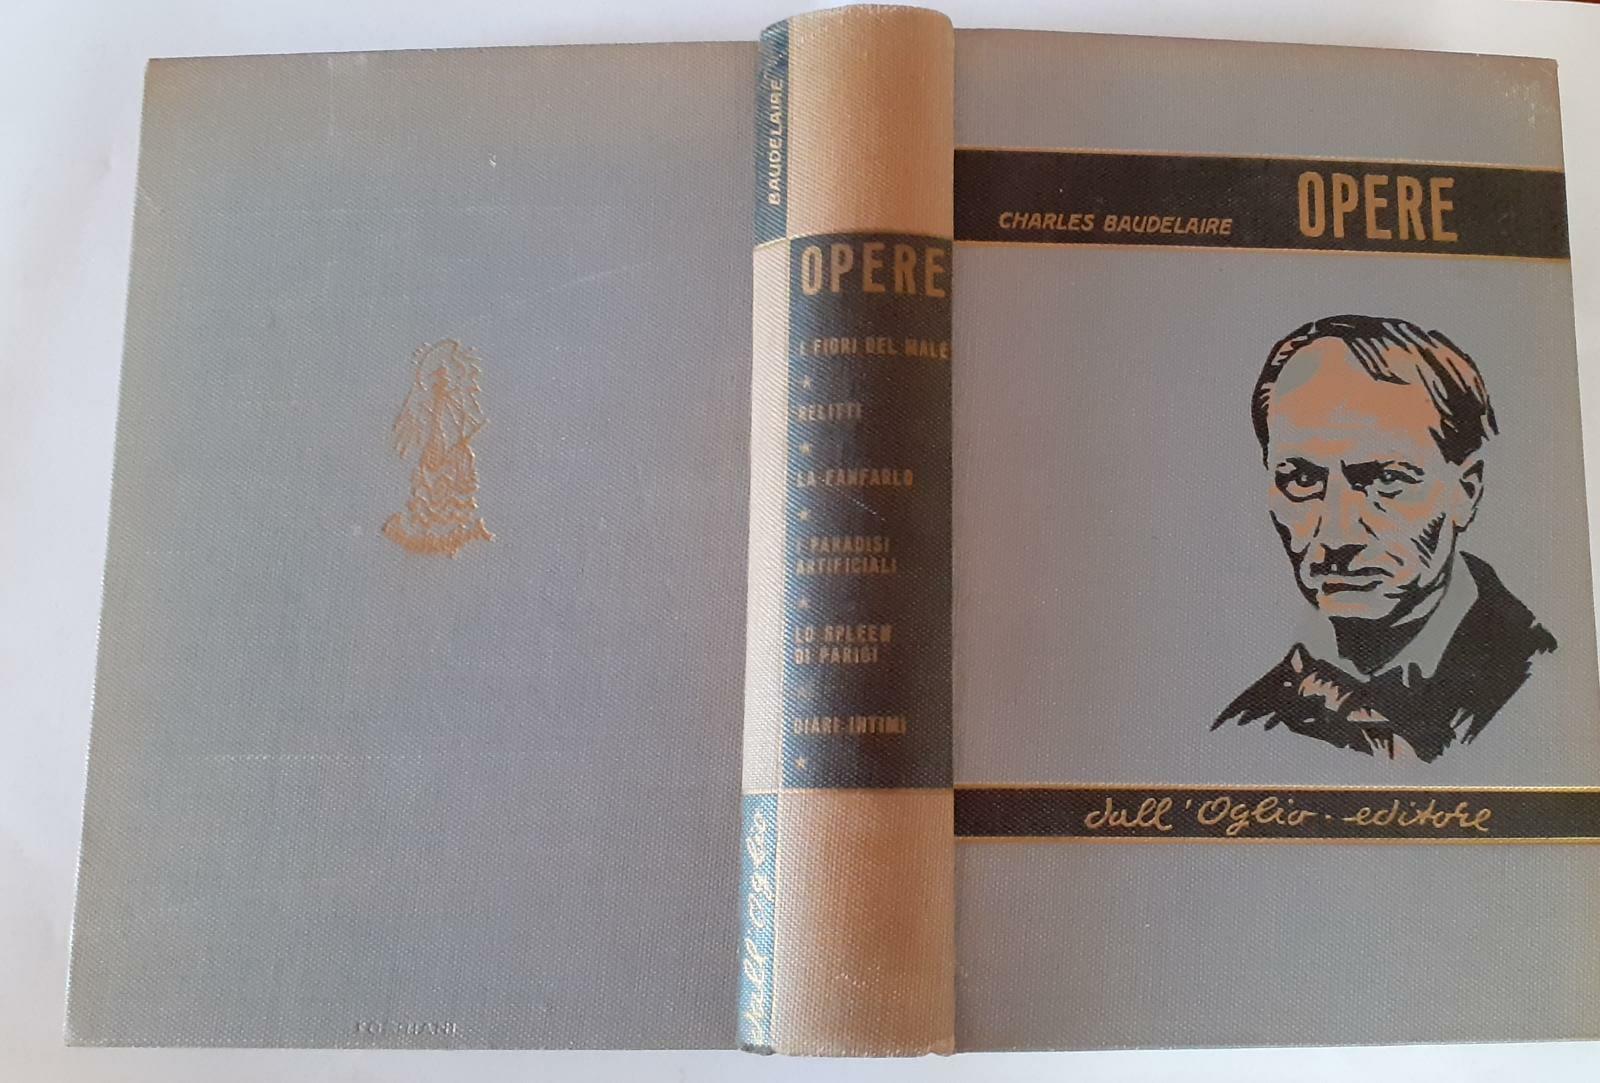 BAUDELAIRE
OPERE
I FIORI DEL MALE
★
RELITTI
★
LA FANFARLO
★
I PARADISI
ARTIFICIALI
★
LO SPLEEN
DI PARIGI
★
DIARI INTIMI
★
dall'Oglio
CHARLES BAUDELAIRE OPERE
dall'Oglio · editore